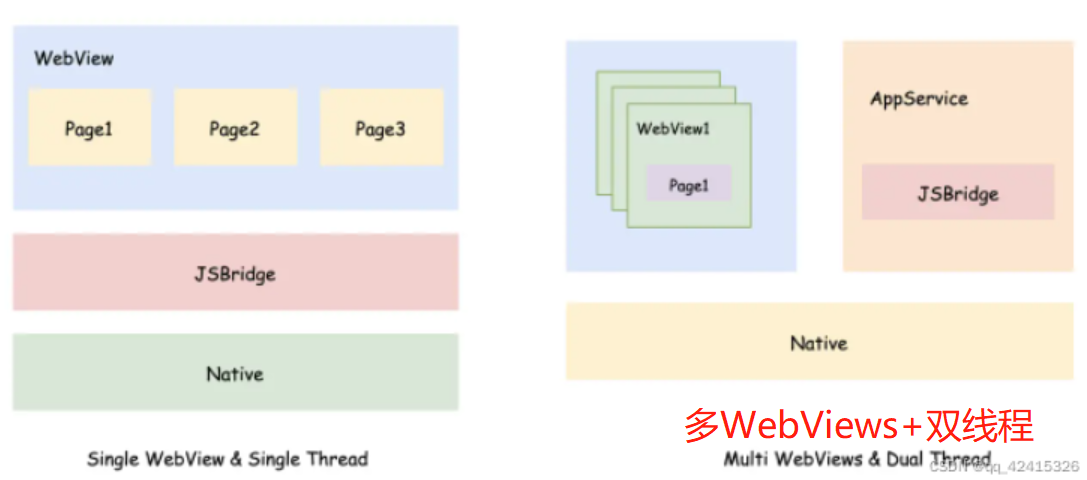 WebView
Page1
Page2
Page3
JSBridge
Native
Single WebView & Single Thread
WebView1
Page1
AppService
JSBridge
Native
多WebViews+双线程
Multi WebViews & Dual Thread
CSDN @qq_42415326